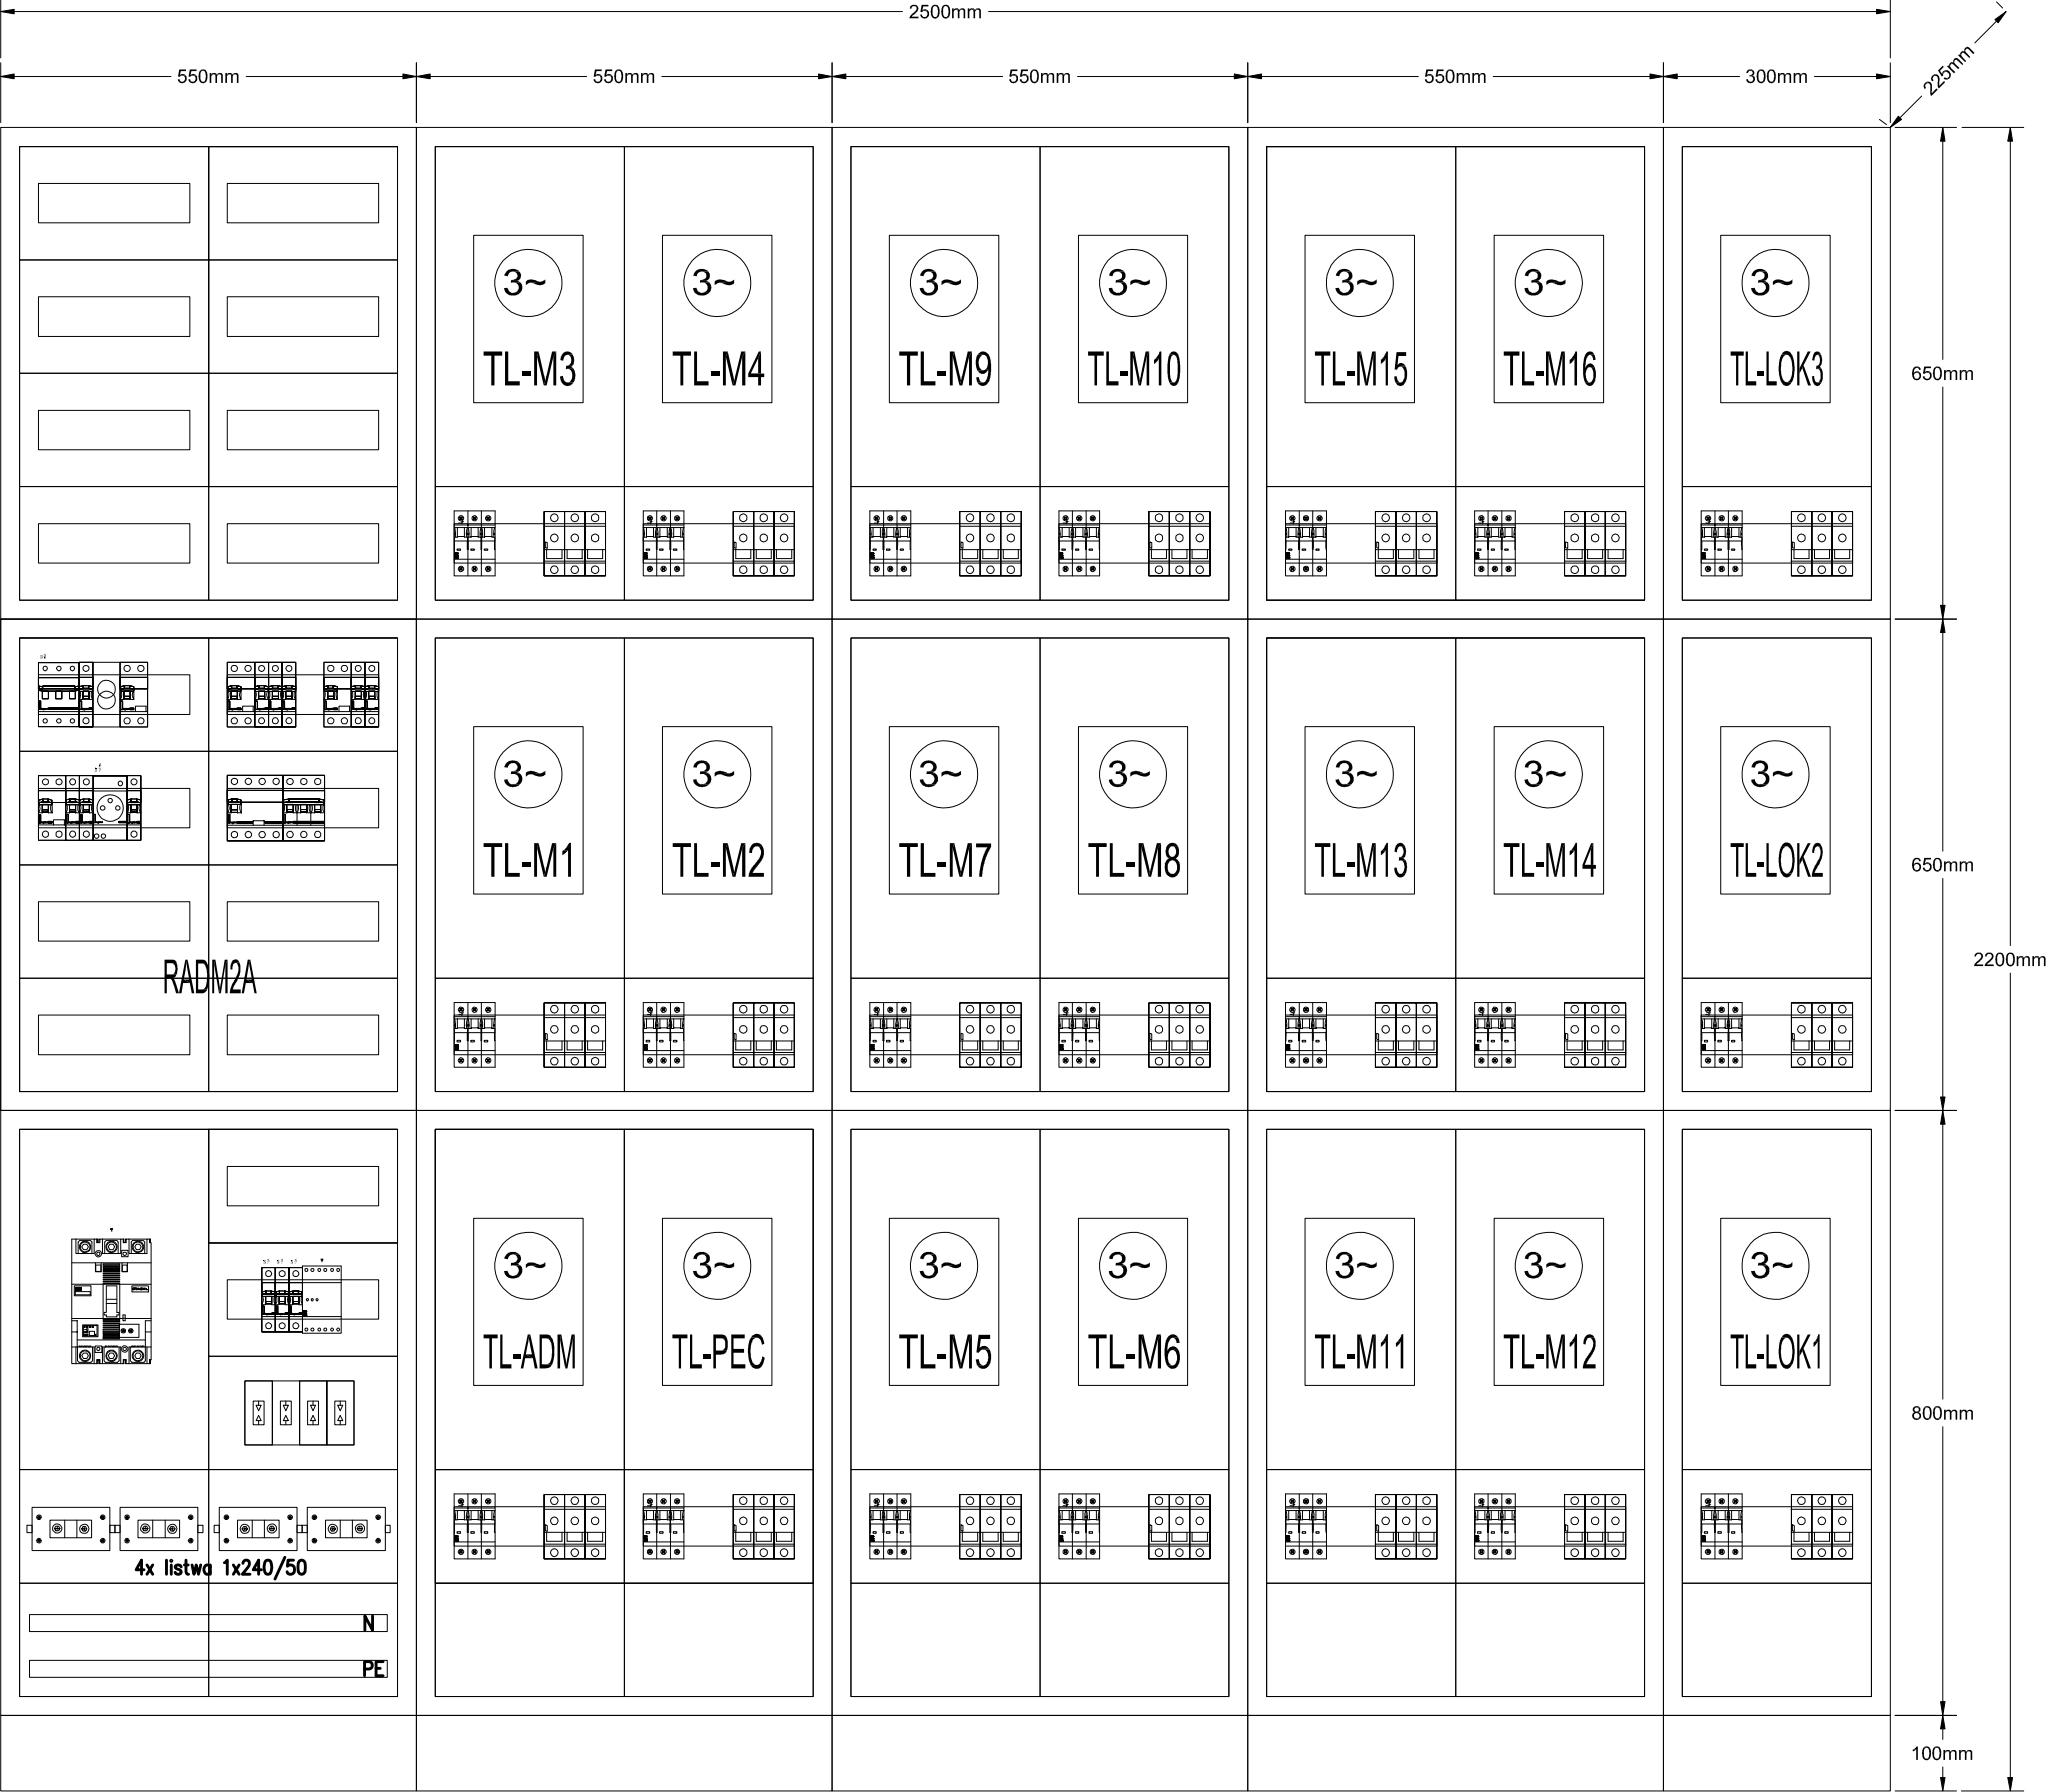 2500mm
225mm
550mm 550mm 550mm 550mm 300mm
3~ 3~ 3~ 3~ 3~ 3~ 3~
TL-M3 TL-M4 TL-M9 TL-M10 TL-M15 TL-M16 TL-LOK3
650mm
3~ 3~ 3~ 3~ 3~ 3~ 3~
TL-M1 TL-M2 TL-M7 TL-M8 TL-M13 TL-M14 TL-LOK2
650mm
RADM2A
2200mm
3~ 3~ 3~ 3~ 3~ 3~ 3~
TL-ADM TL-PEC TL-M5 TL-M6 TL-M11 TL-M12 TL-LOK1
800mm
4x listwa 1x240/50
N
PE
100mm